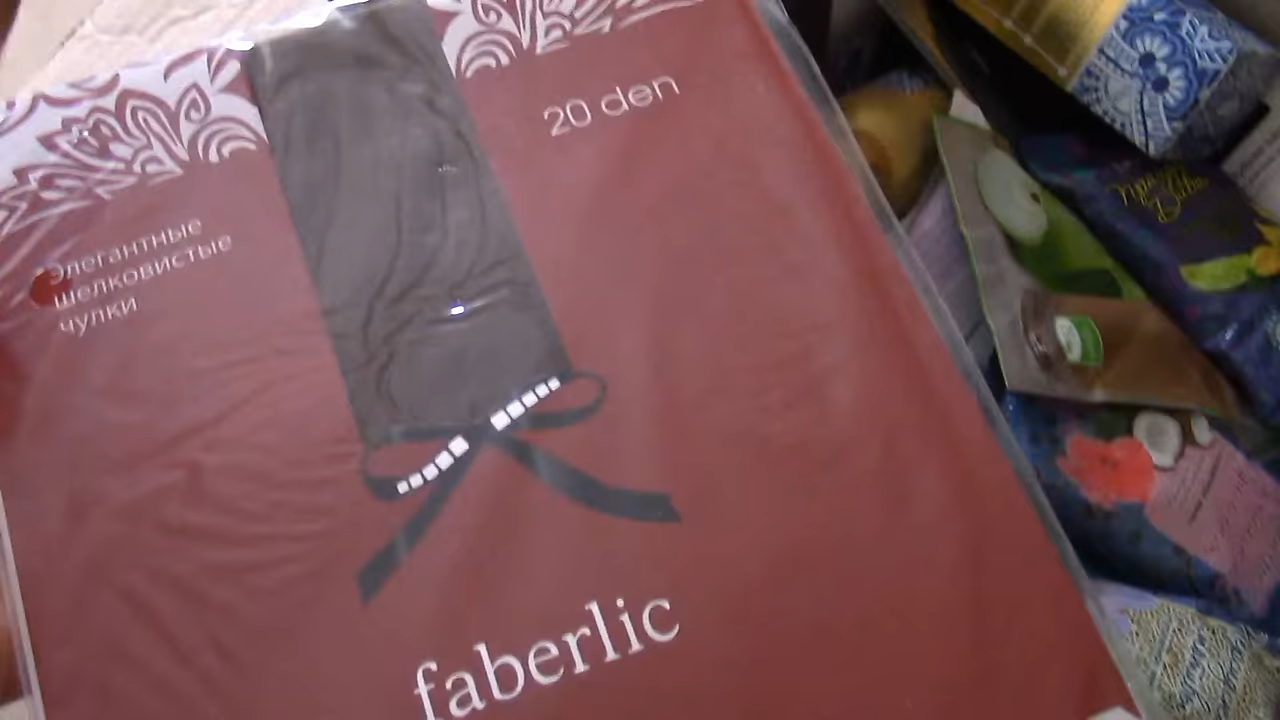 20 den
Элегантные
шелковистые
чулки
faberlic